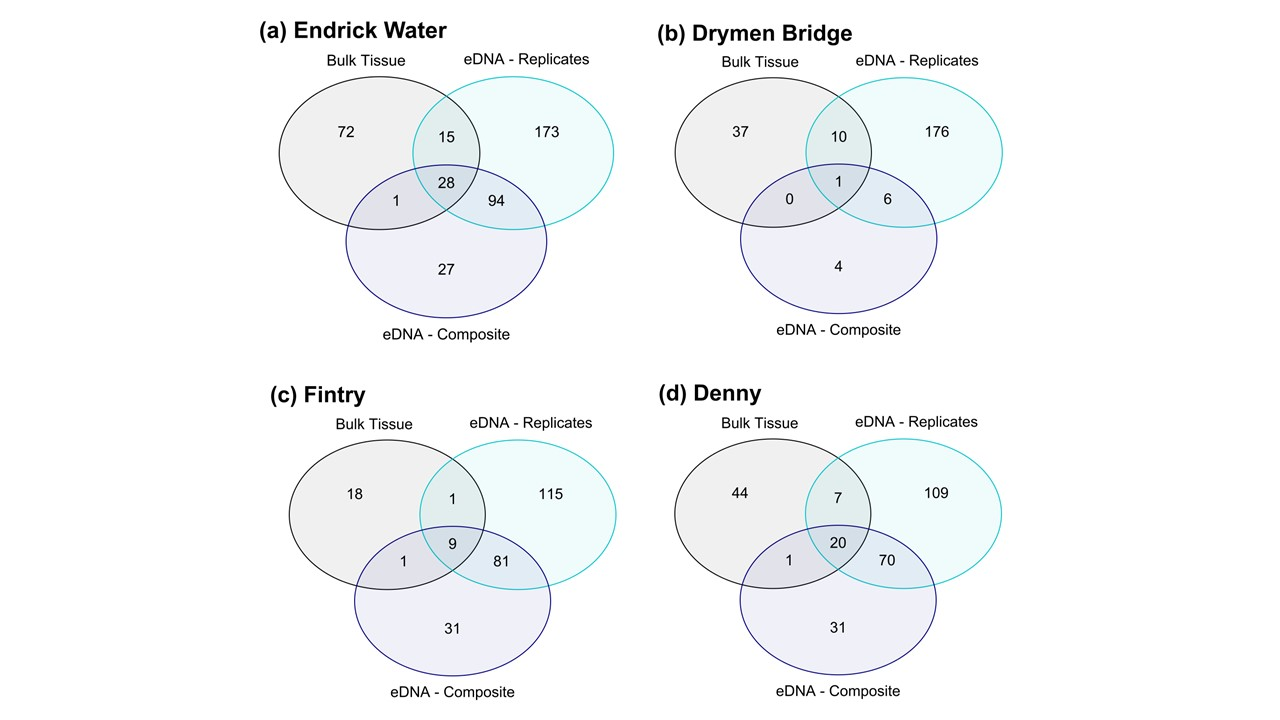 (a) Endrick Water
Bulk Tissue
eDNA - Replicates
72
15
173
28
1
94
27
eDNA - Composite
(b) Drymen Bridge
Bulk Tissue
eDNA - Replicates
37
10
176
1
0
6
4
eDNA - Composite
(c) Fintry
Bulk Tissue
eDNA - Replicates
18
1
115
9
1
81
31
eDNA - Composite
(d) Denny
Bulk Tissue
eDNA - Replicates
44
7
109
20
1
70
31
eDNA - Composite